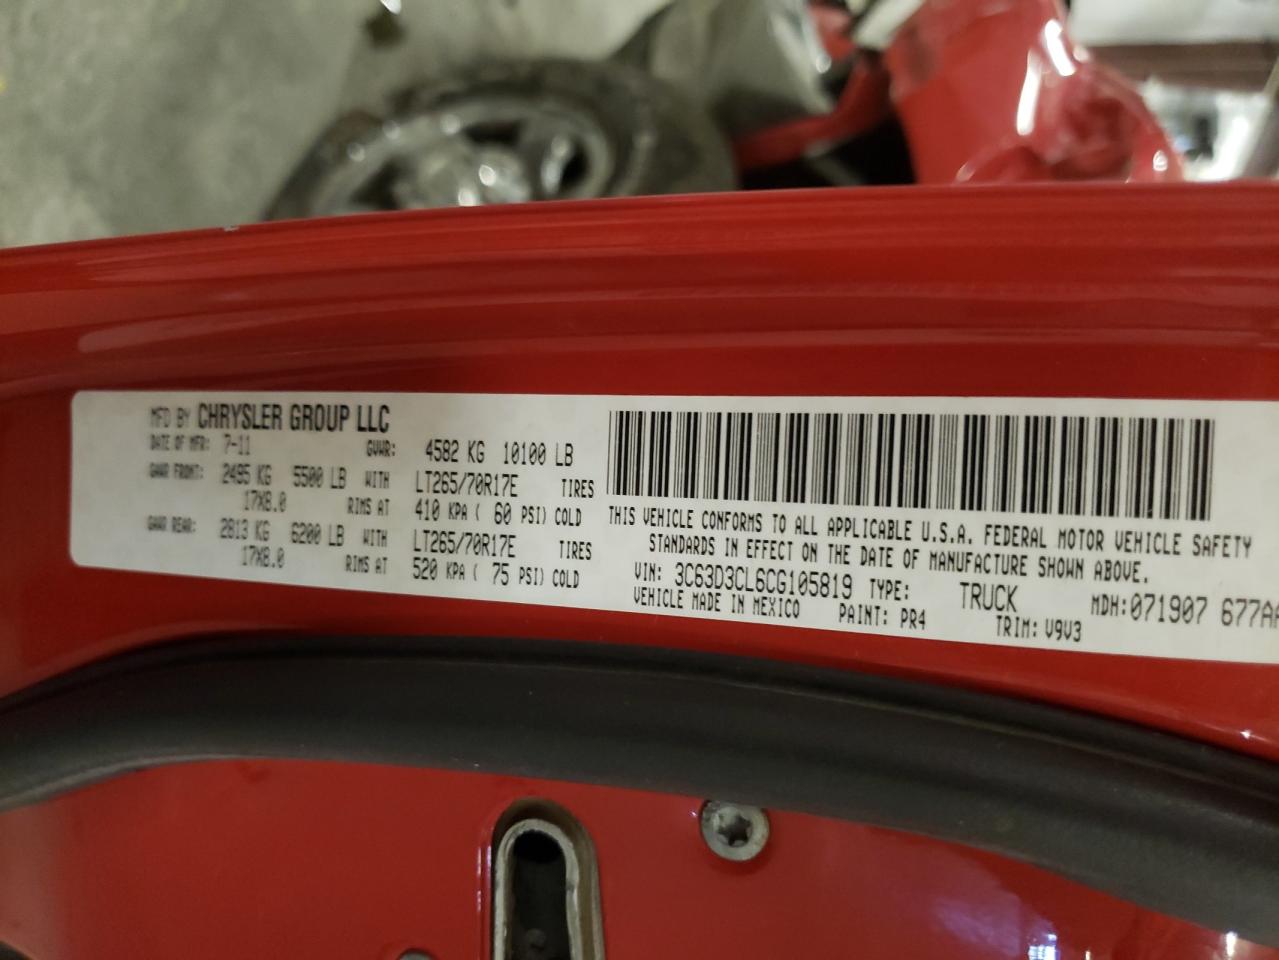 MFD BY CHRYSLER GROUP LLC
DATE OF MFR: 7-11 GVWR: 4582 KG 10100 LB
GAWR FRONT: 2495 KG 5500 LB WITH LT265/70R17E TIRES
17X8.0 RIMS AT 410 KPA ( 60 PSI) COLD
GAWR REAR: 2813 KG 6200 LB WITH LT265/70R17E TIRES
17X8.0 RIMS AT 520 KPA ( 75 PSI) COLD
THIS VEHICLE CONFORMS TO ALL APPLICABLE U.S.A. FEDERAL MOTOR VEHICLE SAFETY
STANDARDS IN EFFECT ON THE DATE OF MANUFACTURE SHOWN ABOVE.
VIN: 3C63D3CL6CG105819 TYPE: TRUCK MDH:071907 677AA
VEHICLE MADE IN MEXICO PAINT: PR4 TRIM: V9V3